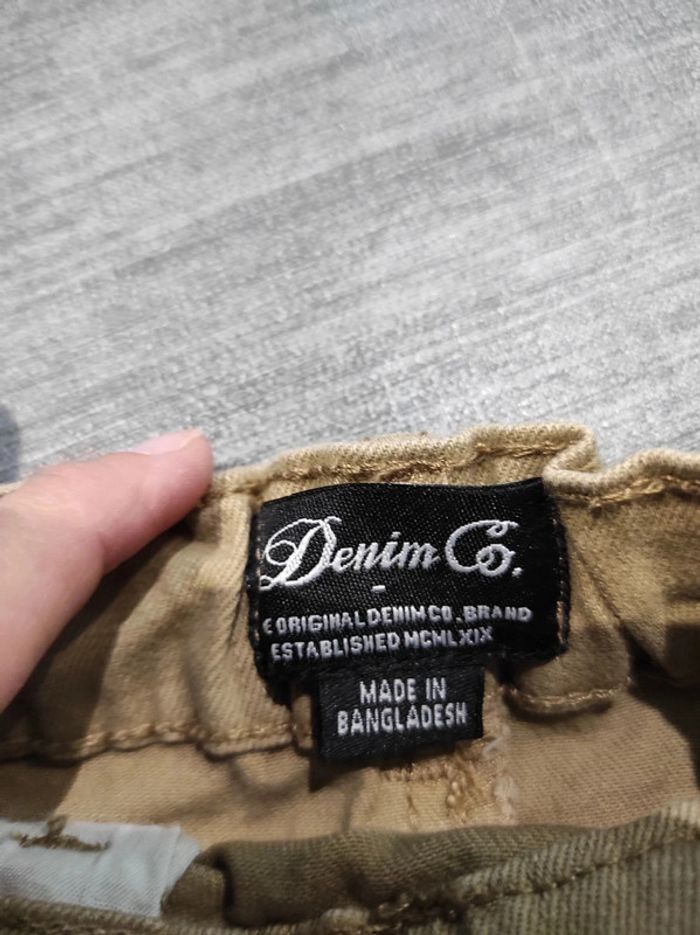 Denim Co.
-
E ORIGINAL DENIM CO. BRAND
ESTABLISHED MCMLXIX
MADE IN
BANGLADESH